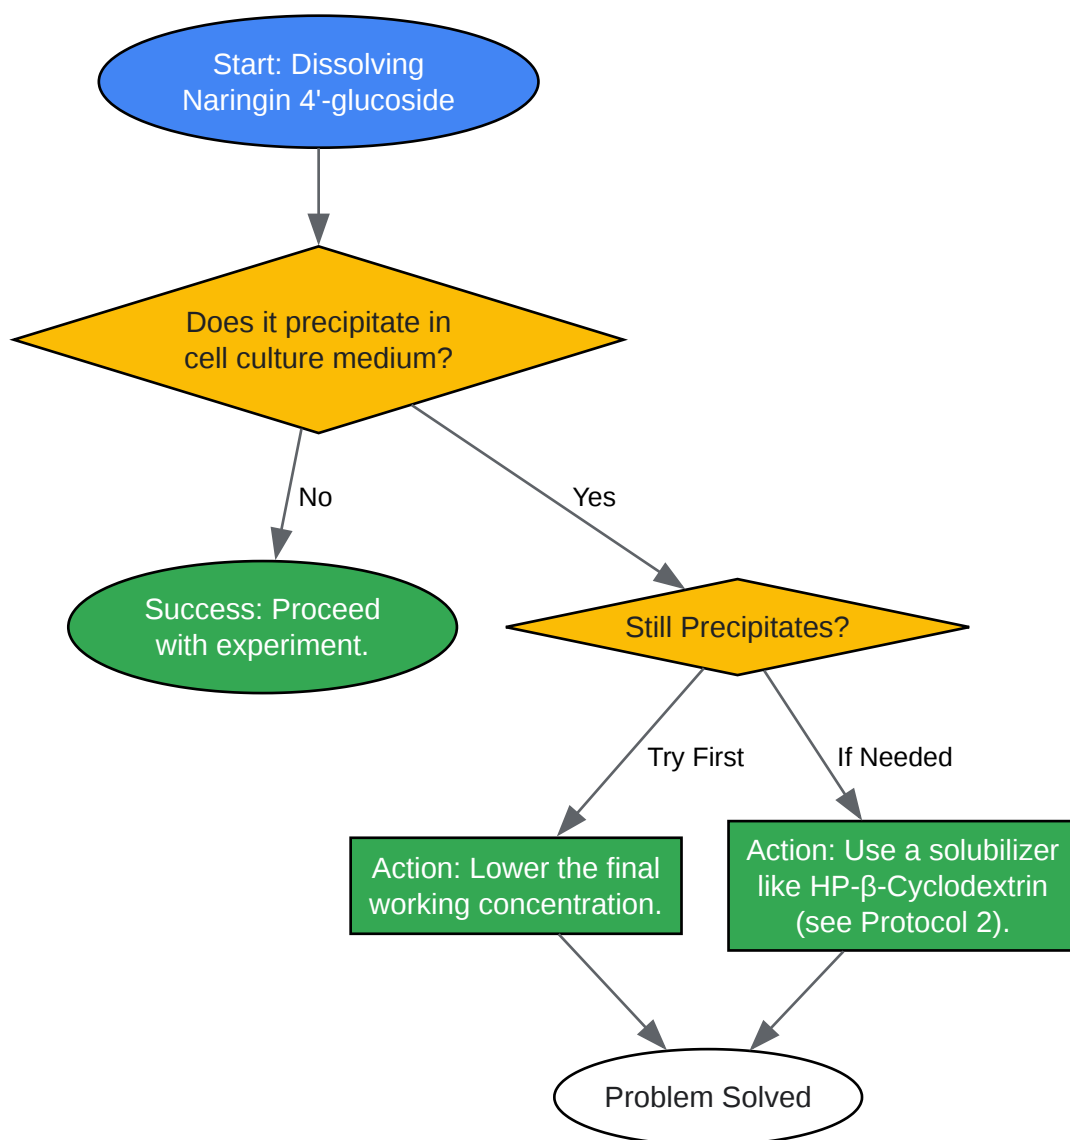 Start: Dissolving
Naringin 4'-glucoside
Does it precipitate in
cell culture medium?
No
Yes
Success: Proceed
with experiment.
Still Precipitates?
Try First
If Needed
Action: Lower the final
working concentration.
Action: Use a solubilizer
like HP-β-Cyclodextrin
(see Protocol 2).
Problem Solved